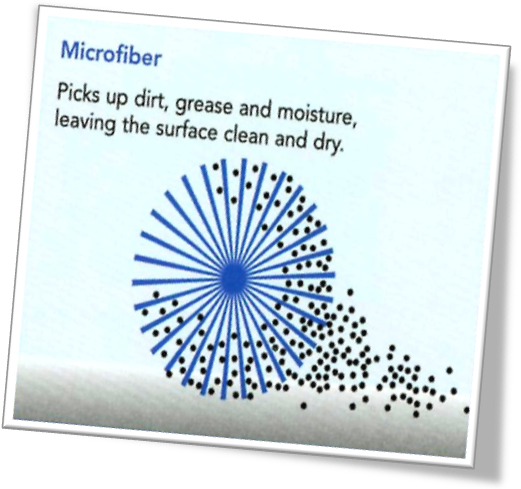 Microfiber
Picks up dirt, grease and moisture,
leaving the surface clean and dry.